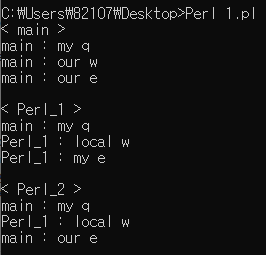 C:₩Users₩82107₩Desktop>Perl 1.pl
< main >
main : my q
main : our w
main : our e
< Perl_1 >
main : my q
Perl_1 : local w
Perl_1 : my e
< Perl_2 >
main : my q
Perl_1 : local w
main : our e